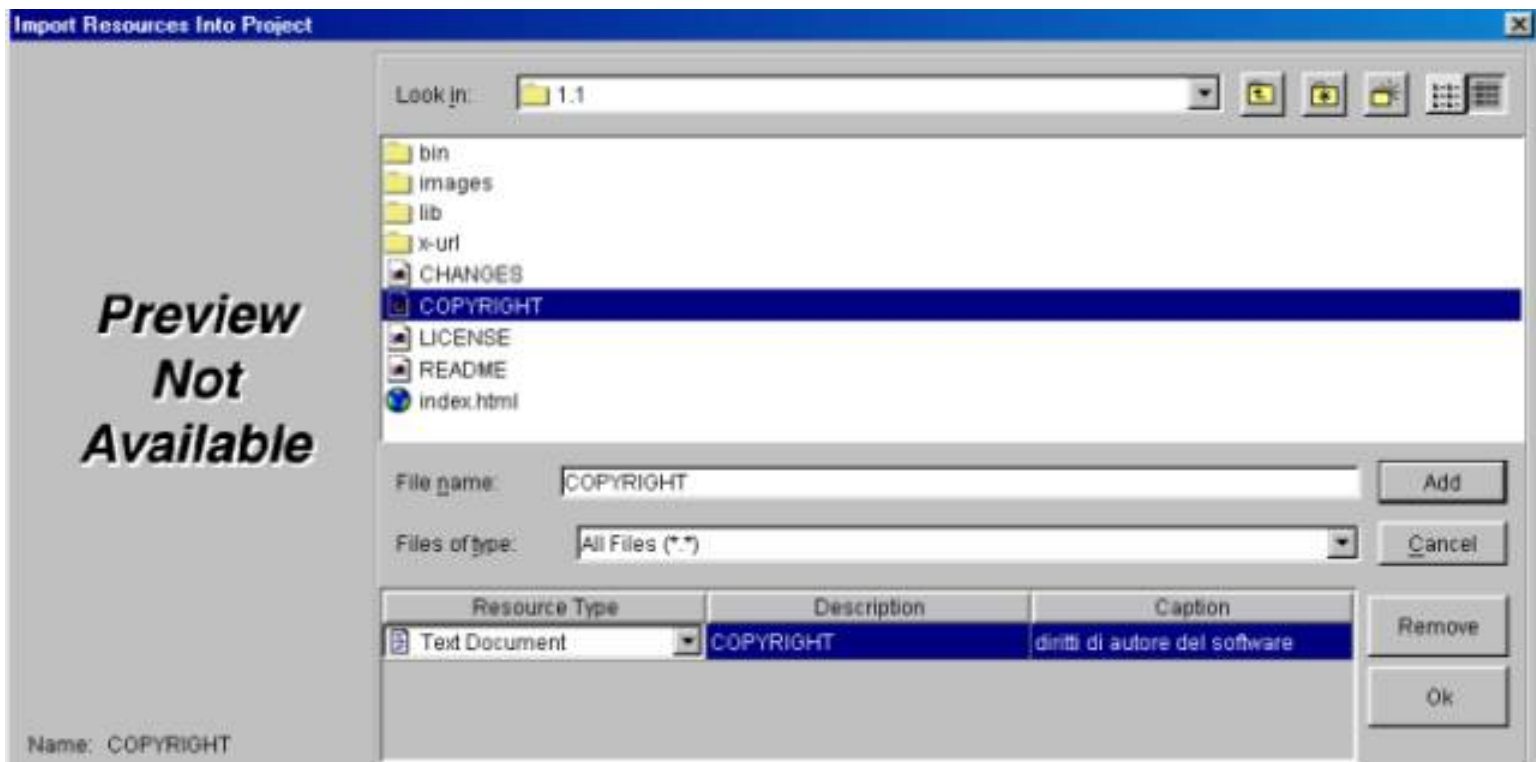 Import Resources Into Project
Look in: 1.1
bin
images
lib
x-url
CHANGES
COPYRIGHT
LICENSE
README
index.html
Preview
Not
Available
File name: COPYRIGHT Add
Files of type: All Files (*.*) Cancel
Resource Type Description Caption
Text Document COPYRIGHT diritti di autore del software
Remove
Ok
Name: COPYRIGHT